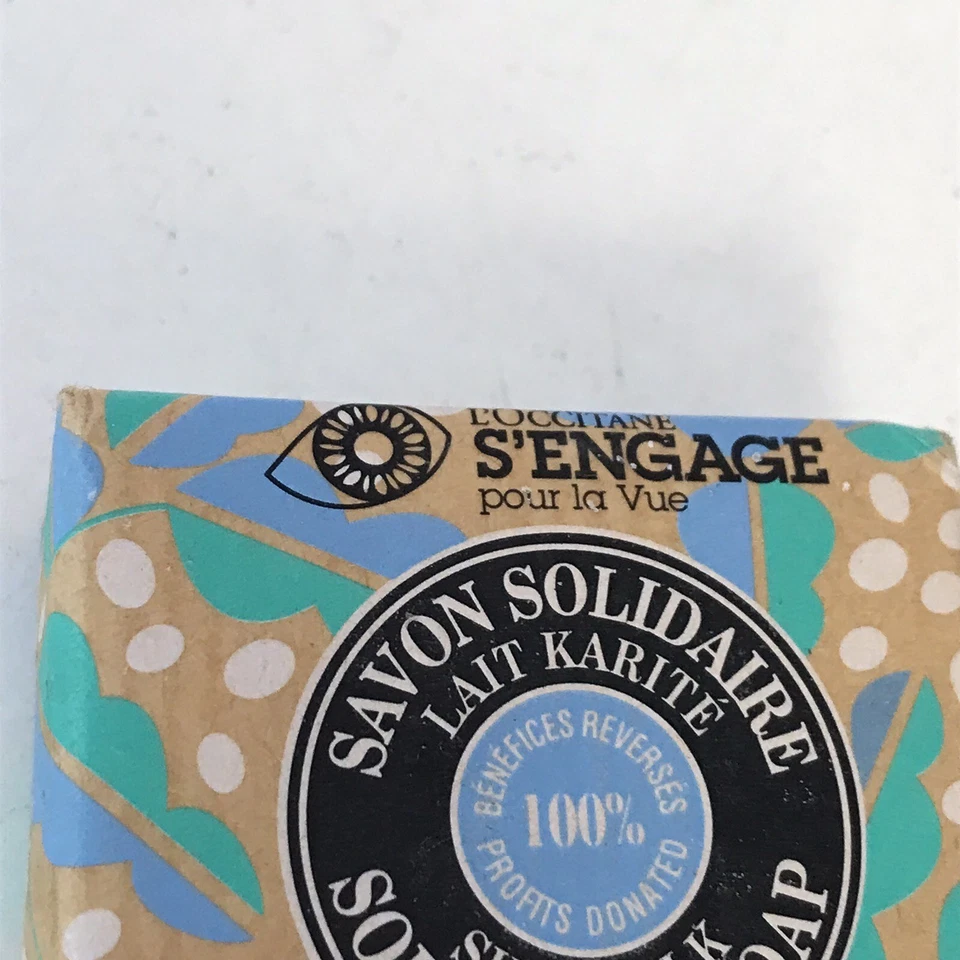 L'OCCITANE
S'ENGAGE
pour la Vue
SAVON SOLIDAIRE
LAIT KARITÉ
BÉNÉFICES REVERSÉS
100%
PROFITS DONATED